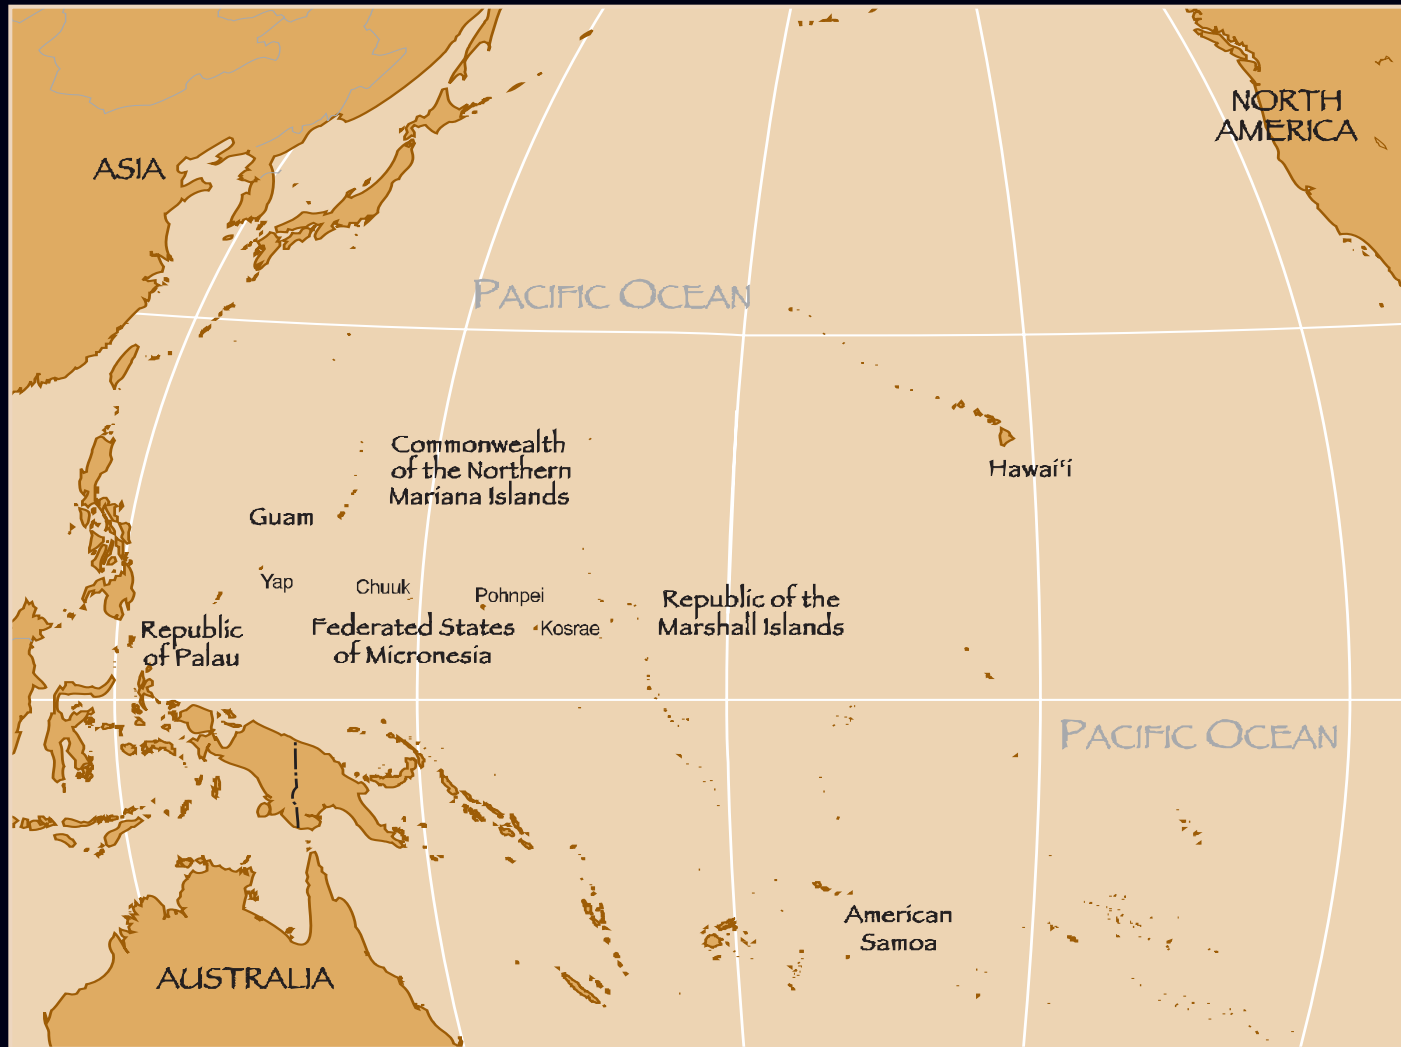 NORTH
AMERICA
ASIA
PACIFIC OCEAN
Commonwealth
of the Northern
Mariana Islands
Hawaiʻi
Guam
Yap
Chuuk
Pohnpei
Republic of the
Marshall Islands
Republic
of Palau
Federated States
of Micronesia
Kosrae
PACIFIC OCEAN
American
Samoa
AUSTRALIA